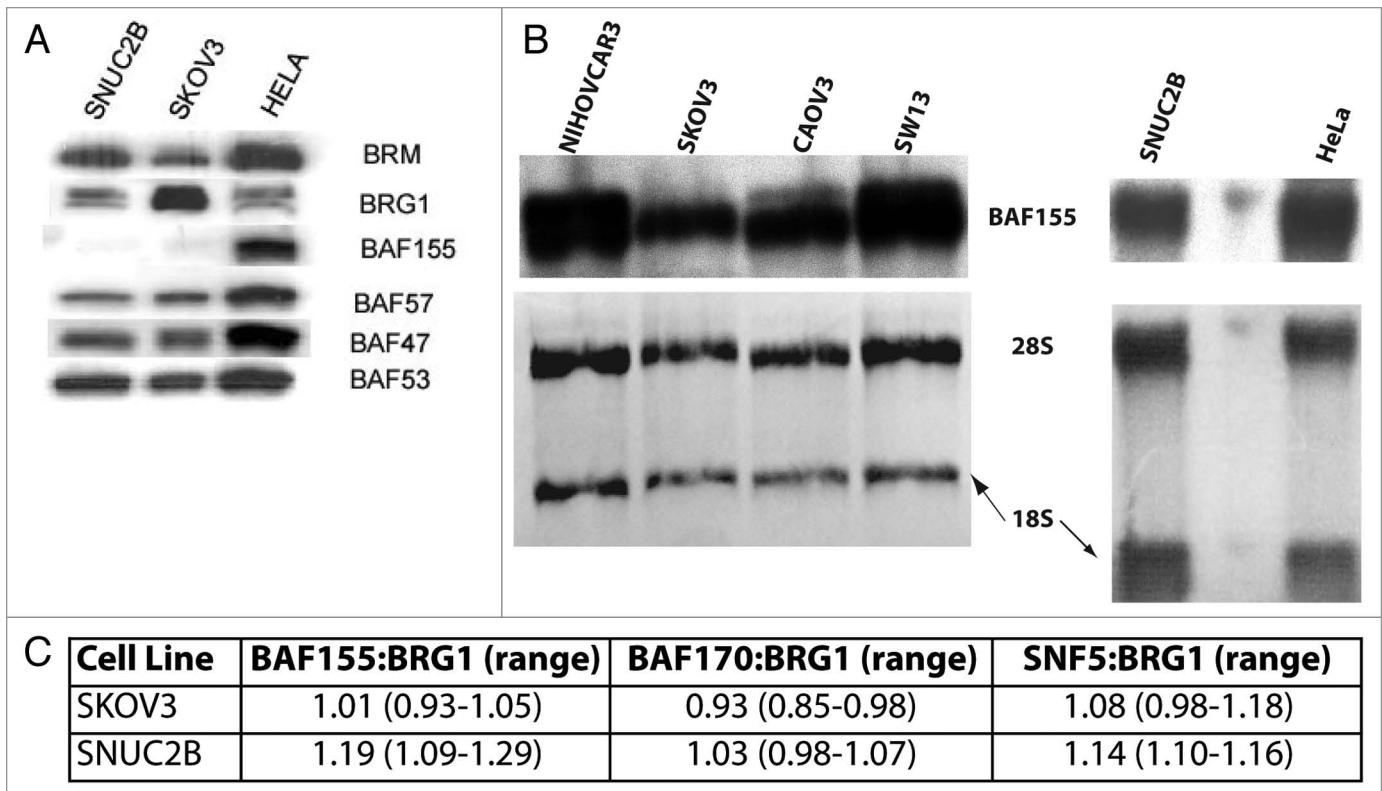 A
SNUC2B
SKOV3
HELA
BRM
BRG1
BAF155
BAF57
BAF47
BAF53
B
NIHOVCAR3
SKOV3
CAOV3
SW13
SNUC2B
HeLa
BAF155
28S
18S
C
Cell Line BAF155:BRG1 (range) BAF170:BRG1 (range) SNF5:BRG1 (range)
SKOV3 1.01 (0.93-1.05) 0.93 (0.85-0.98) 1.08 (0.98-1.18)
SNUC2B 1.19 (1.09-1.29) 1.03 (0.98-1.07) 1.14 (1.10-1.16)